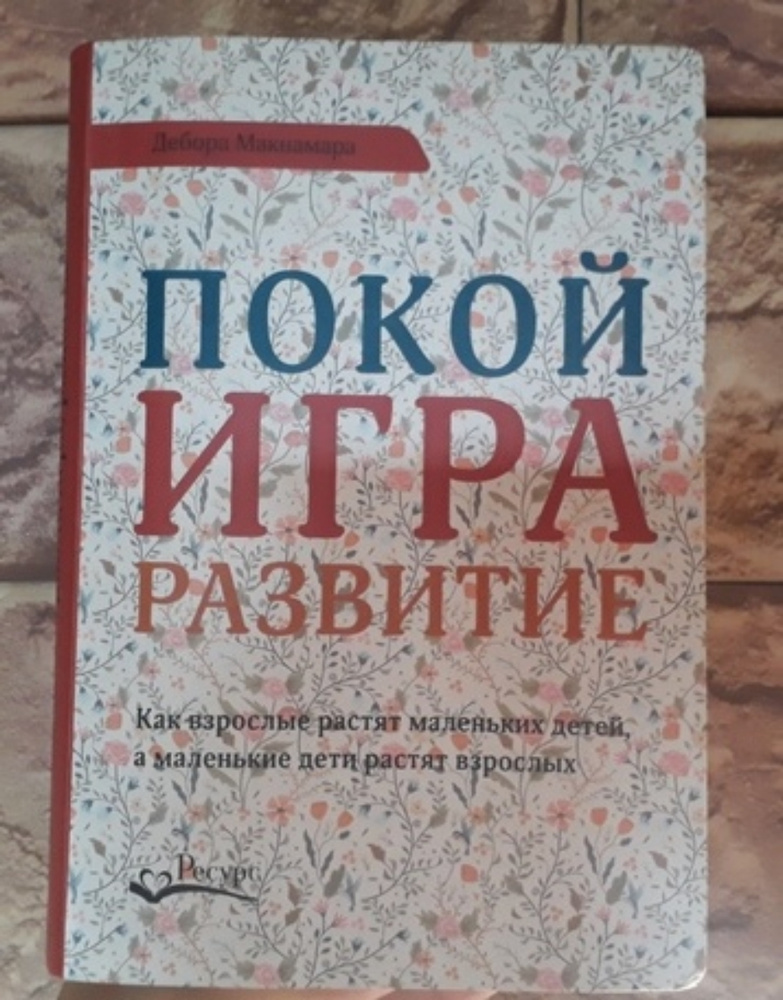 Дебора Макнамара
ПОКОЙ
ИГРА
РАЗВИТИЕ
Как взрослые растят маленьких детей,
а маленькие дети растят взрослых
Ресурс